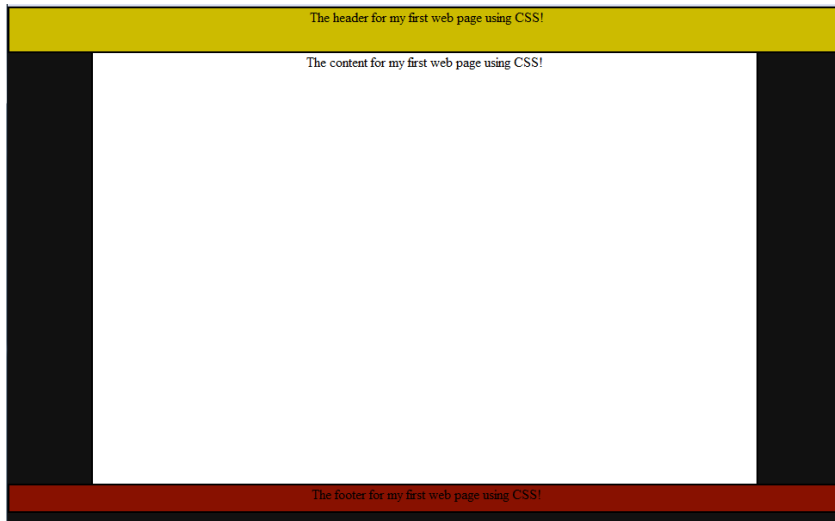 The header for my first web page using CSS!
The content for my first web page using CSS!
The footer for my first web page using CSS!